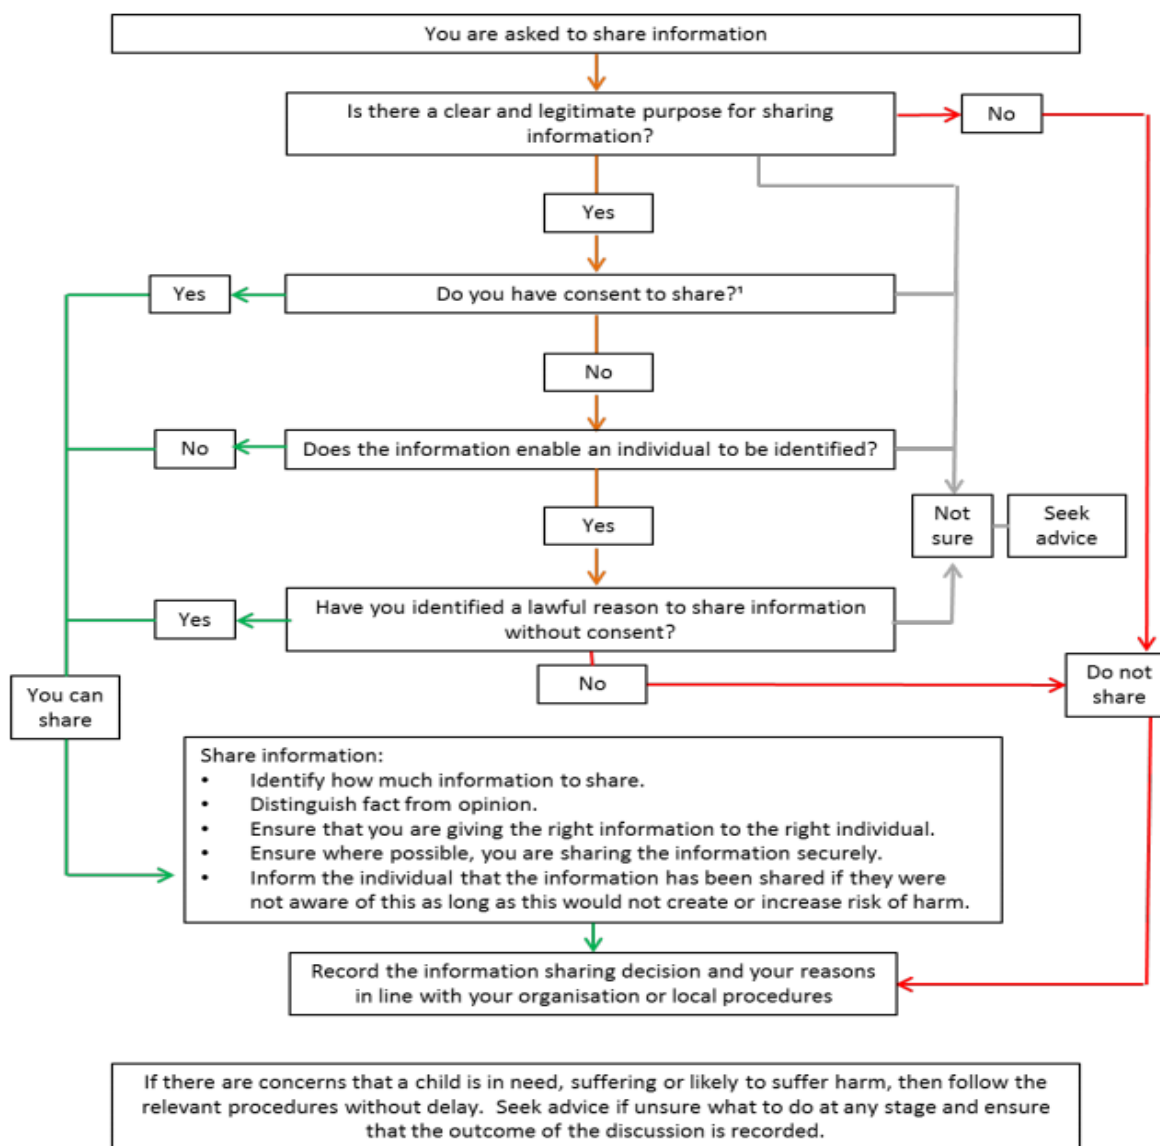 You are asked to share information
Is there a clear and legitimate purpose for sharing
information?
No
Yes
Yes
Do you have consent to share?¹
No
No
Does the information enable an individual to be identified?
Yes
Not
sure
Seek
advice
Yes
Have you identified a lawful reason to share information
without consent?
No
Do not
share
You can
share
Share information:
• Identify how much information to share.
• Distinguish fact from opinion.
• Ensure that you are giving the right information to the right individual.
• Ensure where possible, you are sharing the information securely.
• Inform the individual that the information has been shared if they were
not aware of this as long as this would not create or increase risk of harm.
Record the information sharing decision and your reasons
in line with your organisation or local procedures
If there are concerns that a child is in need, suffering or likely to suffer harm, then follow the
relevant procedures without delay. Seek advice if unsure what to do at any stage and ensure
that the outcome of the discussion is recorded.